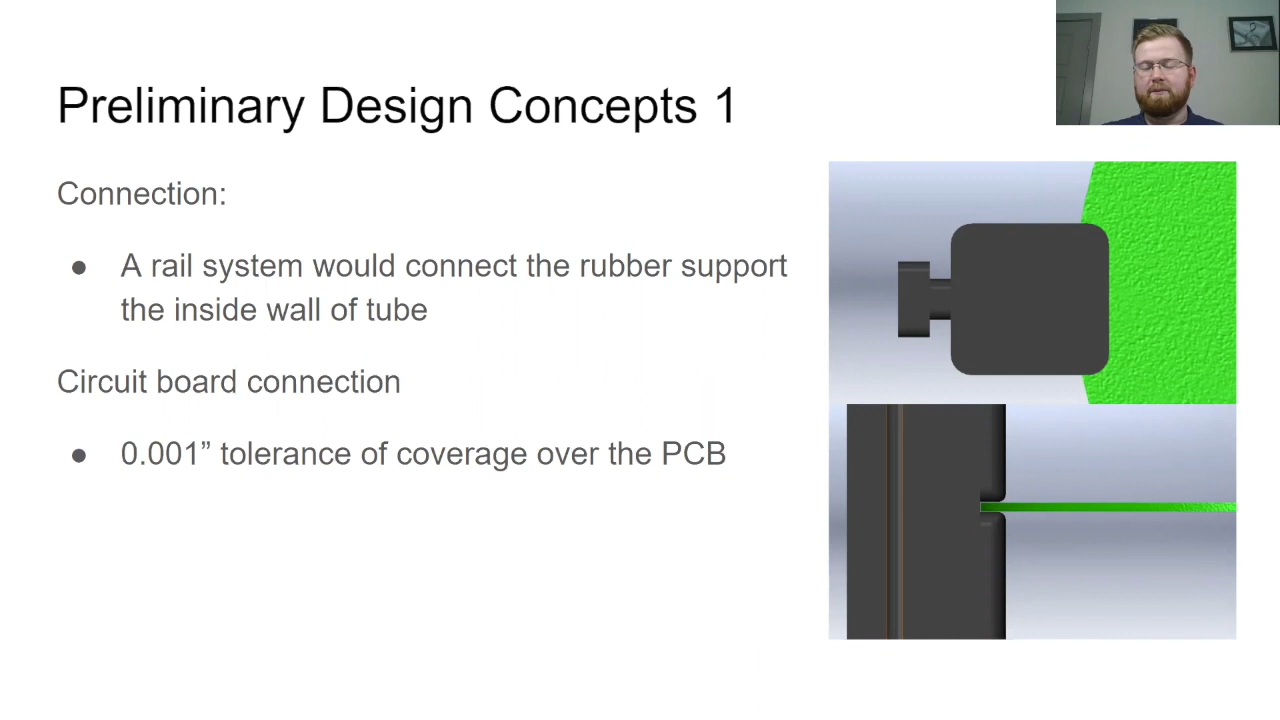 Preliminary Design Concepts 1
Connection:
● A rail system would connect the rubber support
the inside wall of tube
Circuit board connection
● 0.001” tolerance of coverage over the PCB